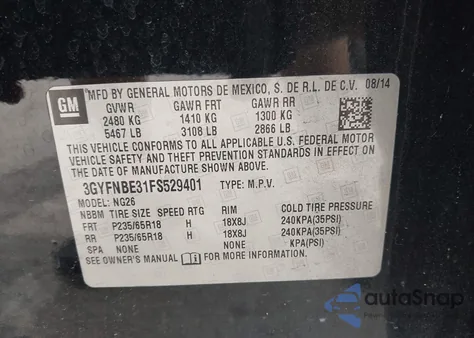 GM
MFD BY GENERAL MOTORS DE MEXICO, S. DE R.L. DE C.V. 08/14
GVWR GAWR FRT GAWR RR
2480 KG 1410 KG 1300 KG
5467 LB 3108 LB 2866 LB
THIS VEHICLE CONFORMS TO ALL APPLICABLE U.S. FEDERAL MOTOR
VEHICLE SAFETY AND THEFT PREVENTION STANDARDS IN EFFECT ON
THE DATE OF MANUFACTURE SHOWN ABOVE.
3GYFNBE31FS529401 TYPE: M.P.V.
MODEL: NG26
NBBM TIRE SIZE SPEED RTG RIM COLD TIRE PRESSURE
FRT P235/65R18 H 18X8J 240KPA(35PSI)
RR P235/65R18 H 18X8J 240KPA(35PSI)
SPA NONE NONE KPA(PSI)
SEE OWNER'S MANUAL FOR MORE INFORMATION.
autoSnap